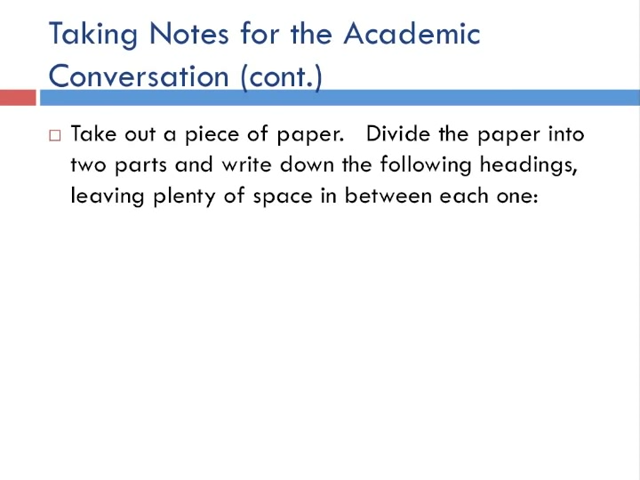 Taking Notes for the Academic
Conversation (cont.)
Take out a piece of paper.   Divide the paper into
two parts and write down the following headings,
leaving plenty of space in between each one: